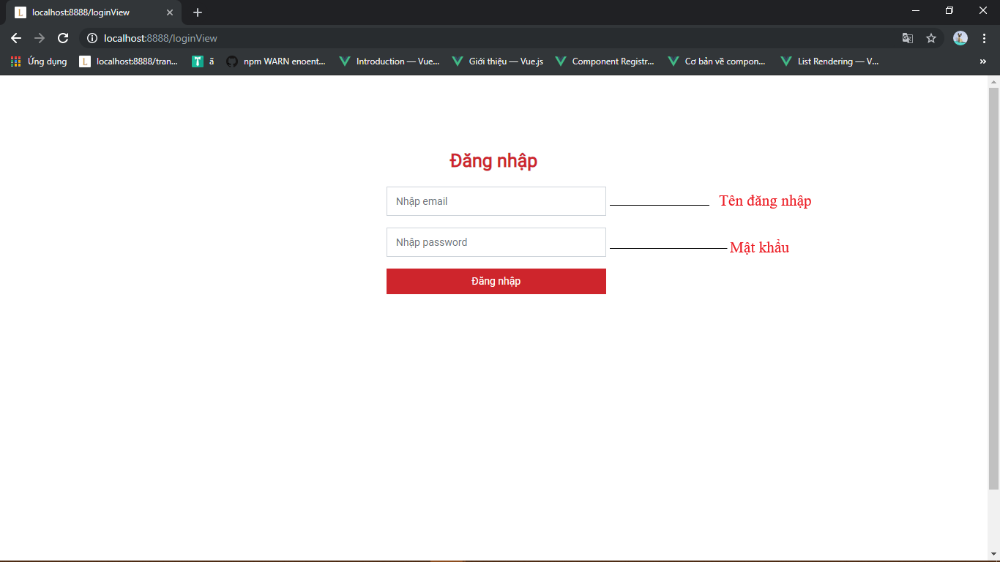 localhost:8888/loginView
localhost:8888/loginView
Ứng dụng
L localhost:8888/tran...
ã
npm WARN enoent...
Introduction — Vue...
Giới thiệu — Vue.js
Component Registr...
Cơ bản về compon...
List Rendering — V...
»
Đăng nhập
Nhập email
Tên đăng nhập
Nhập password
Mật khẩu
Đăng nhập